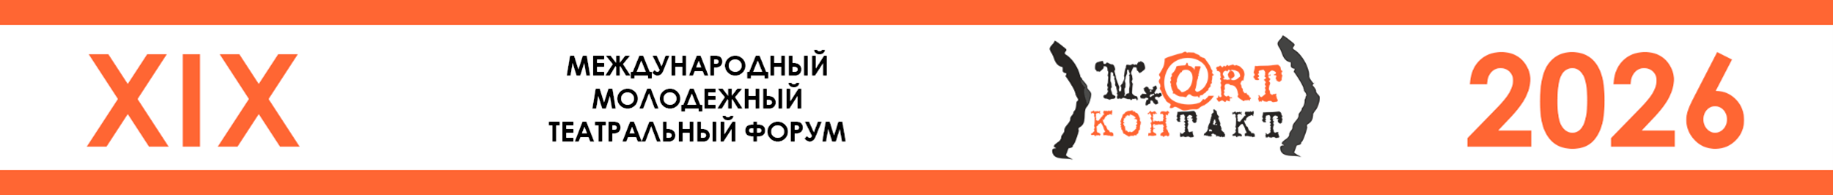 XIX
МЕЖДУНАРОДНЫЙ
МОЛОДЕЖНЫЙ
ТЕАТРАЛЬНЫЙ ФОРУМ
М.*@RT
КОНТАКТ
2026